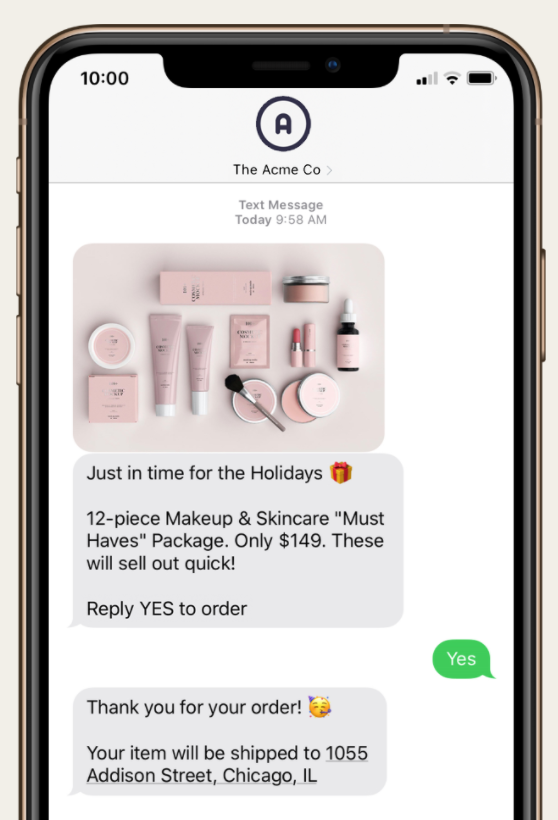 10:00
A
The Acme Co
Text Message
Today 9:58 AM
Just in time for the Holidays 🎁
12-piece Makeup & Skincare "Must
Haves" Package. Only $149. These
will sell out quick!
Reply YES to order
Yes
Thank you for your order! 🥳
Your item will be shipped to 1055
Addison Street, Chicago, IL